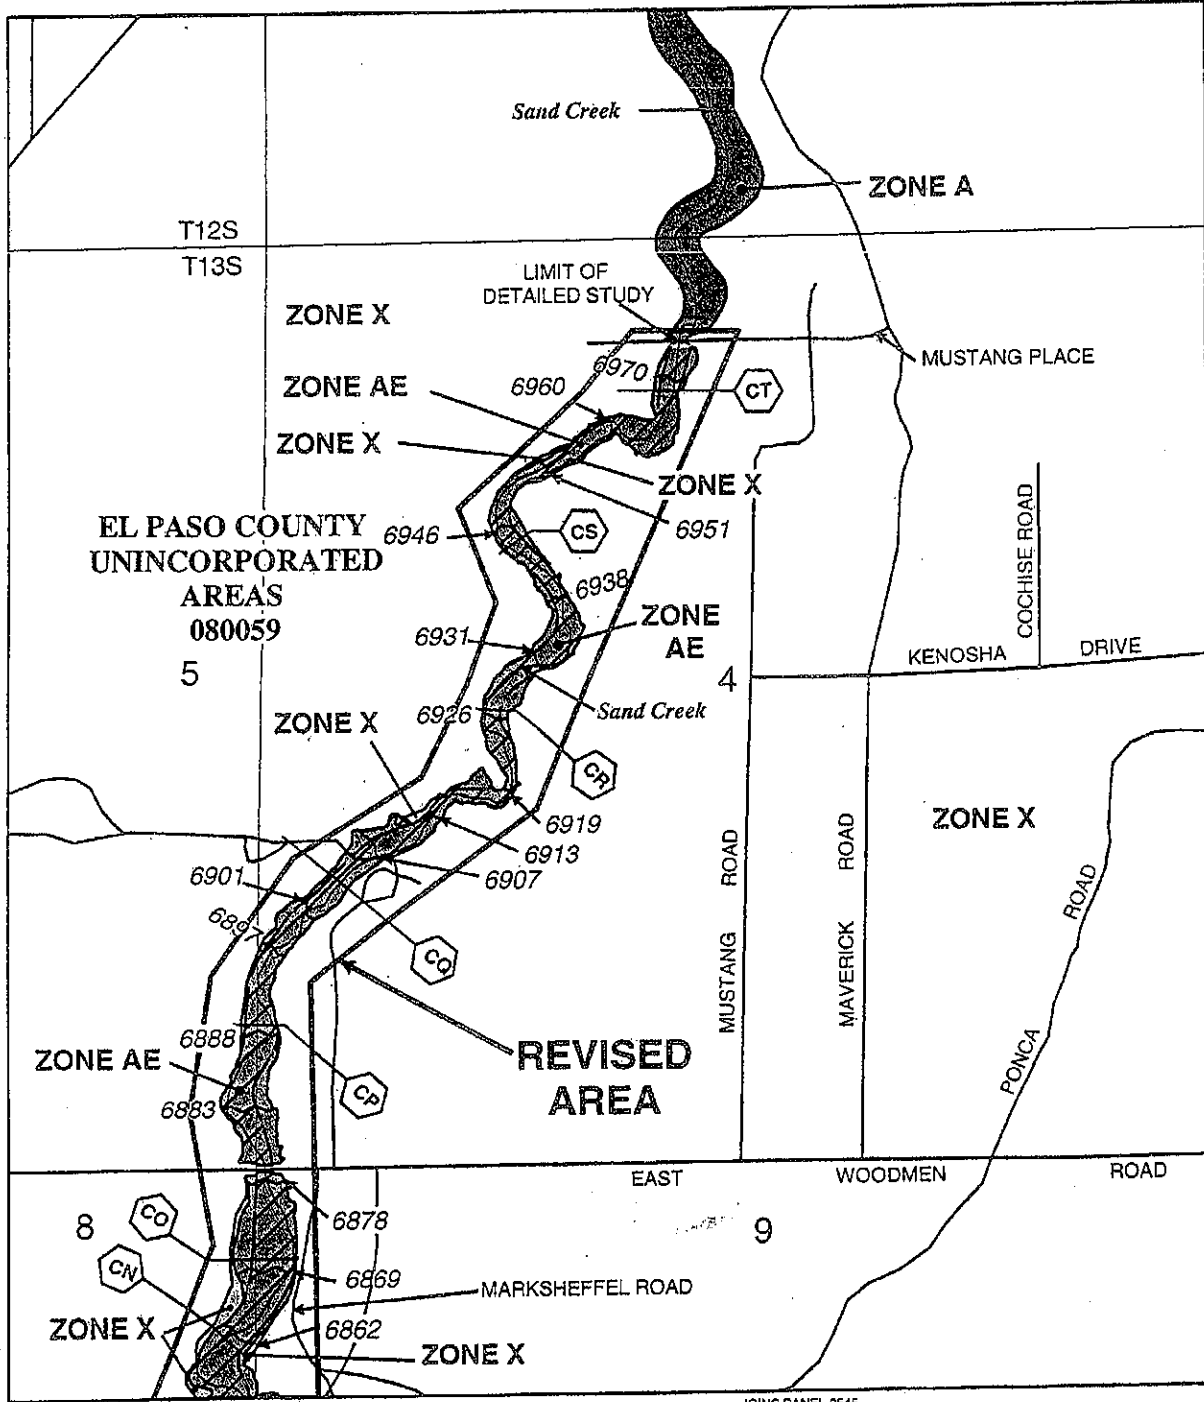 Sand Creek
ZONE A
T12S
T13S
LIMIT OF
DETAILED STUDY
ZONE X
MUSTANG PLACE
6970
ZONE AE
6960
CT
ZONE X
ZONE X
EL PASO COUNTY
UNINCORPORATED
AREAS
080059
6946
CS
6951
COCHISE ROAD
6938
ZONE
AE
6931
KENOSHA DRIVE
5
4
6926
Sand Creek
ZONE X
CR
6919
ZONE X
6913
6907
6901
6897
CQ
MUSTANG ROAD
MAVERICK ROAD
PONCA ROAD
6888
ZONE AE
REVISED
AREA
CP
6883
EAST WOODMEN ROAD
8
CO
6878
9
CN
6869
MARKSHEFFEL ROAD
ZONE X
6862
ZONE X